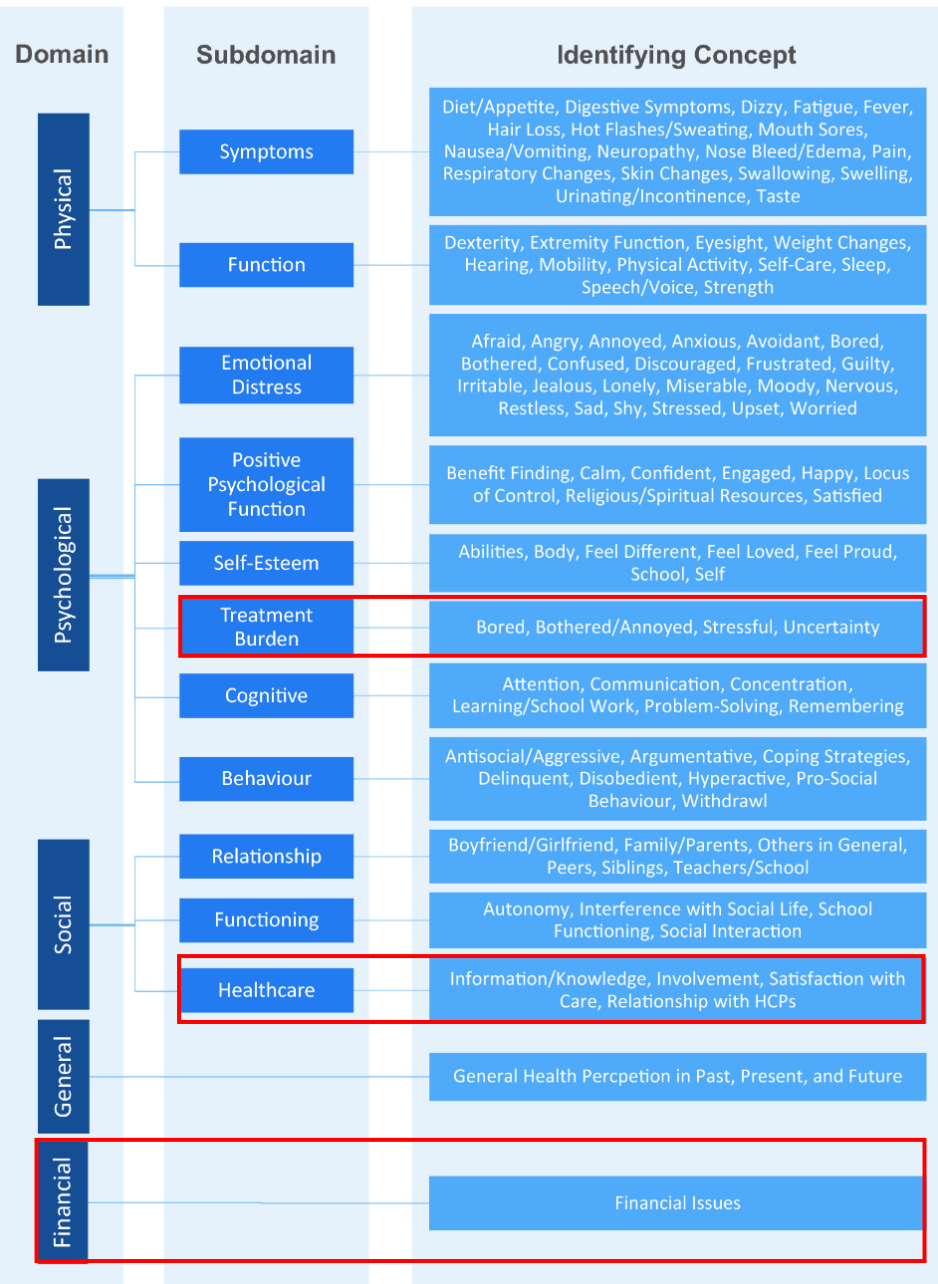 Domain
Subdomain
Identifying Concept
Physical
Symptoms
Diet/Appetite, Digestive Symptoms, Dizzy, Fatigue, Fever,
Hair Loss, Hot Flashes/Sweating, Mouth Sores,
Nausea/Vomiting, Neuropathy, Nose Bleed/Edema, Pain,
Respiratory Changes, Skin Changes, Swallowing, Swelling,
Urinating/Incontinence, Taste
Function
Dexterity, Extremity Function, Eyesight, Weight Changes,
Hearing, Mobility, Physical Activity, Self-Care, Sleep,
Speech/Voice, Strength
Psychological
Emotional
Distress
Afraid, Angry, Annoyed, Anxious, Avoidant, Bored,
Bothered, Confused, Discouraged, Frustrated, Guilty,
Irritable, Jealous, Lonely, Miserable, Moody, Nervous,
Restless, Sad, Shy, Stressed, Upset, Worried
Positive
Psychological
Function
Benefit Finding, Calm, Confident, Engaged, Happy, Locus
of Control, Religious/Spiritual Resources, Satisfied
Self-Esteem
Abilities, Body, Feel Different, Feel Loved, Feel Proud,
School, Self
Treatment
Burden
Bored, Bothered/Annoyed, Stressful, Uncertainty
Cognitive
Attention, Communication, Concentration,
Learning/School Work, Problem-Solving, Remembering
Behaviour
Antisocial/Aggressive, Argumentative, Coping Strategies,
Delinquent, Disobedient, Hyperactive, Pro-Social
Behaviour, Withdrawl
Social
Relationship
Boyfriend/Girlfriend, Family/Parents, Others in General,
Peers, Siblings, Teachers/School
Functioning
Autonomy, Interference with Social Life, School
Functioning, Social Interaction
Healthcare
Information/Knowledge, Involvement, Satisfaction with
Care, Relationship with HCPs
General
General Health Percpetion in Past, Present, and Future
Financial
Financial Issues